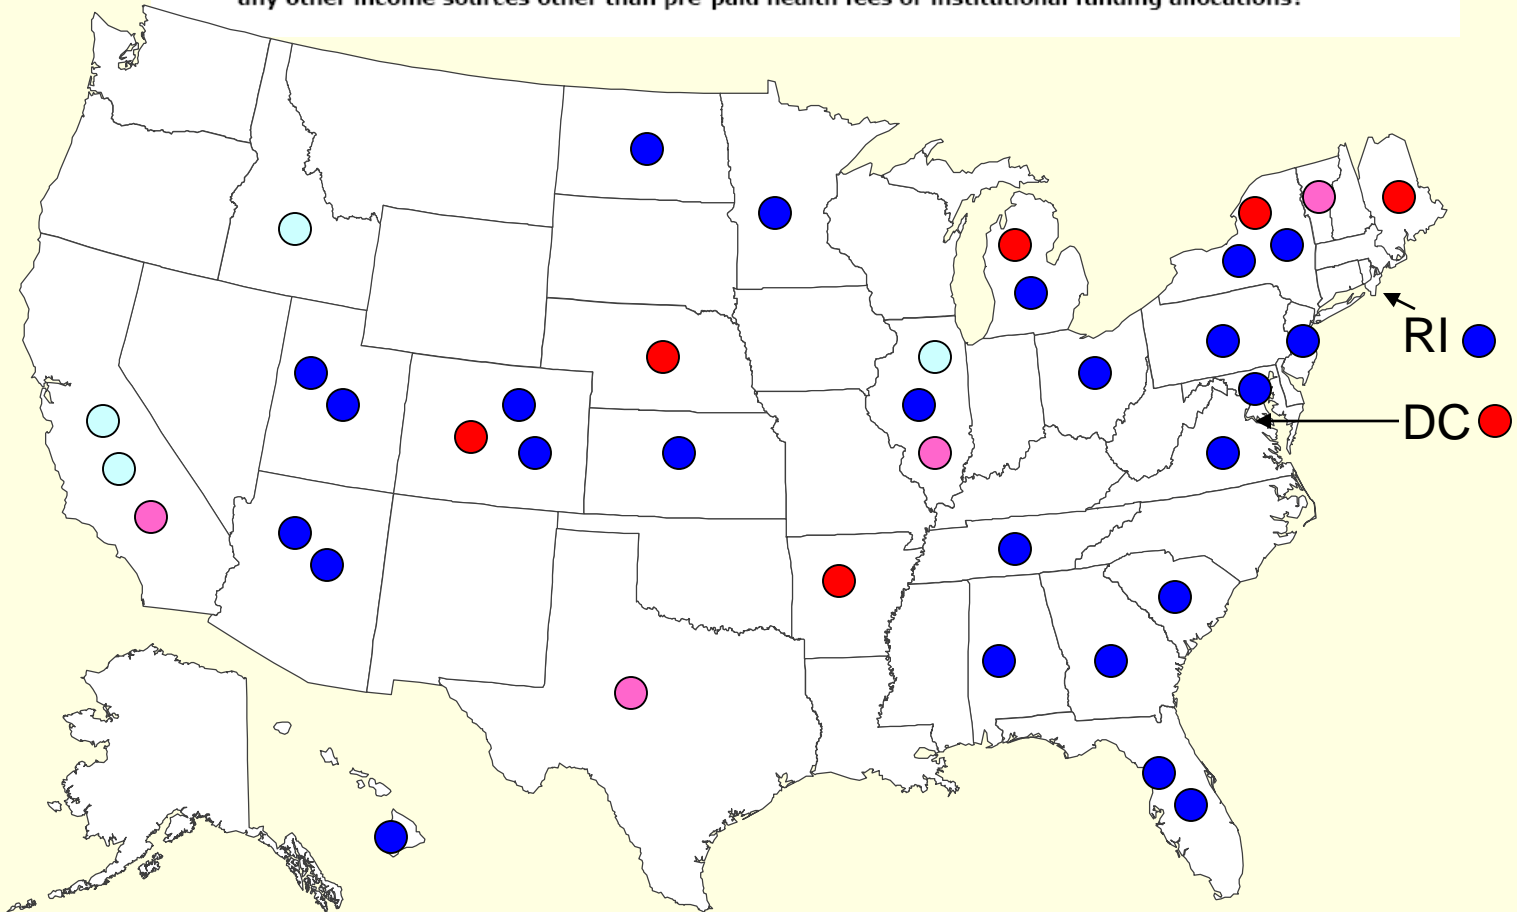 any other income sources other than pre-paid health fees or institutional funding allocations?
RI
DC